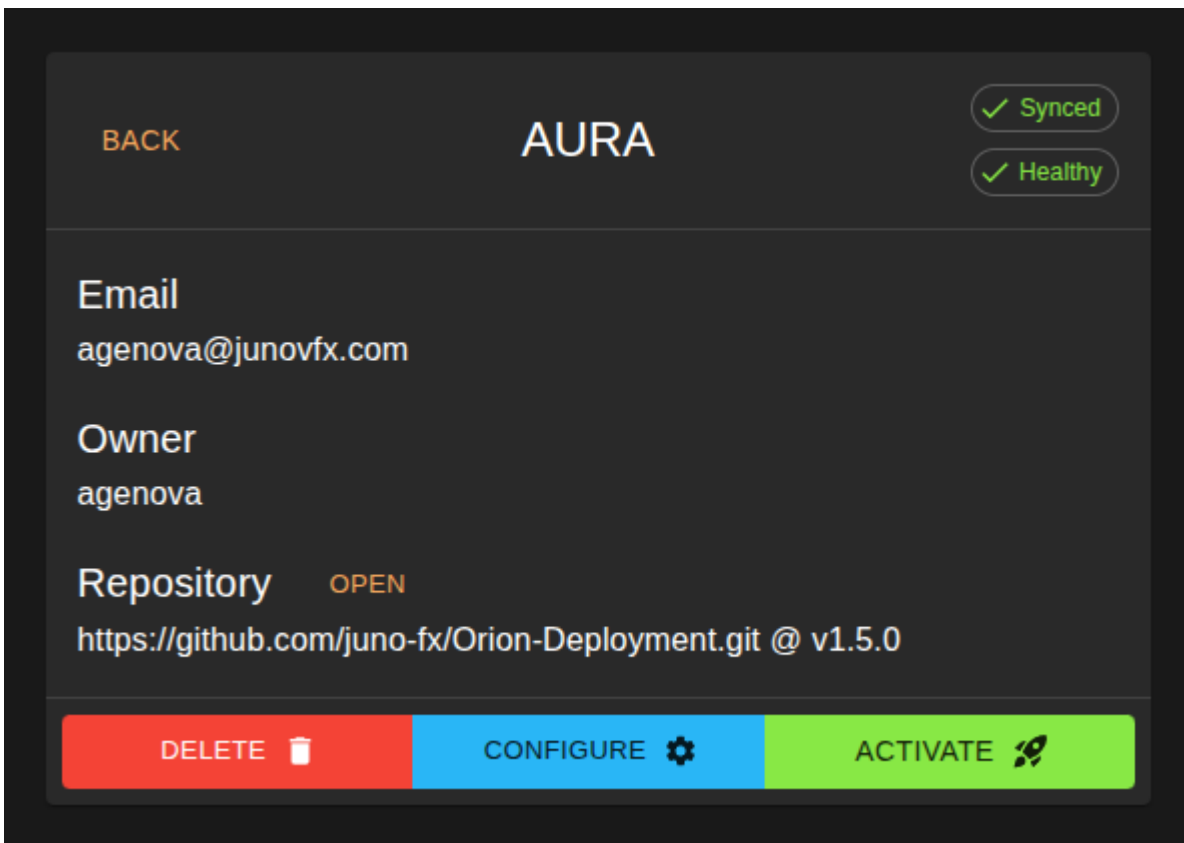 BACK
AURA
Synced
Healthy
Email
agenova@junovfx.com
Owner
agenova
Repository OPEN
https://github.com/juno-fx/Orion-Deployment.git @ v1.5.0
DELETE CONFIGURE ACTIVATE